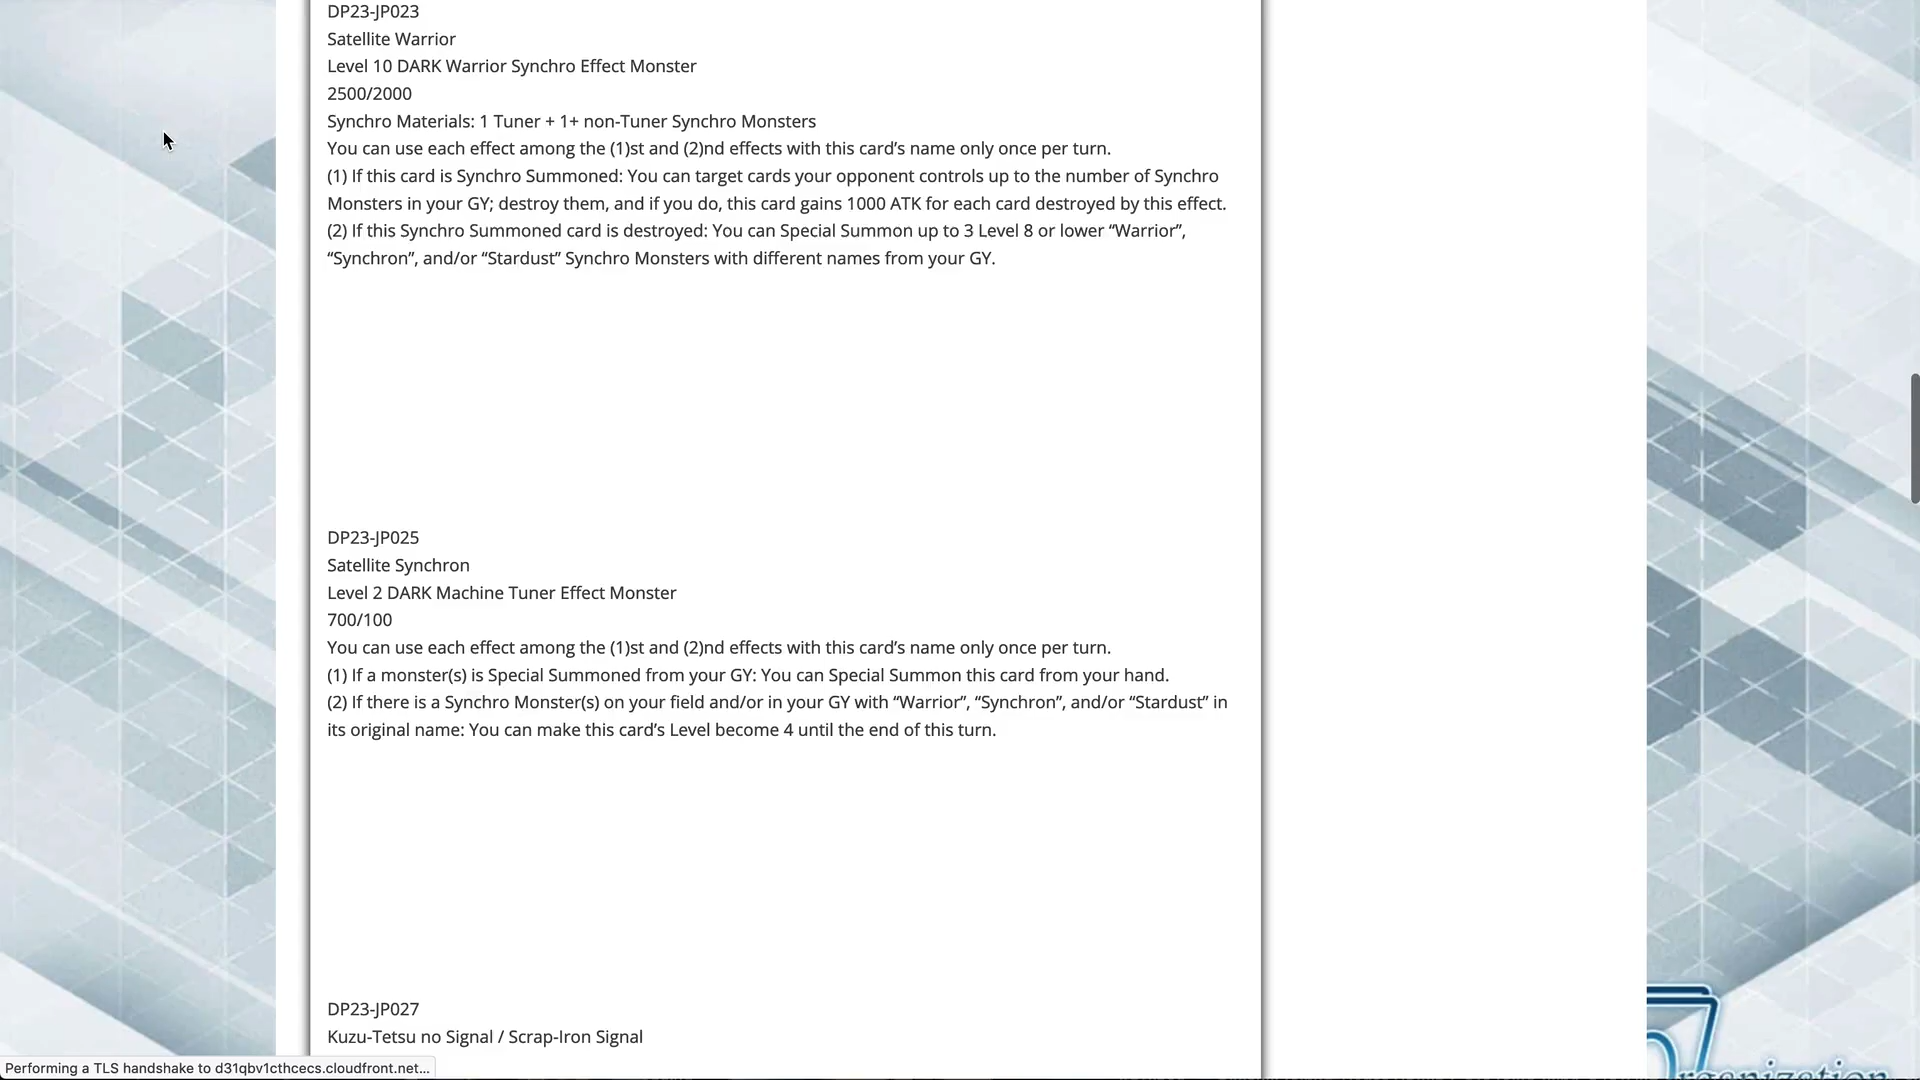 DP23-JP023
Satellite Warrior
Level 10 DARK Warrior Synchro Effect Monster
2500/2000
Synchro Materials: 1 Tuner + 1+ non-Tuner Synchro Monsters
You can use each effect among the (1)st and (2)nd effects with this card’s name only once per turn.
(1) If this card is Synchro Summoned: You can target cards your opponent controls up to the number of Synchro
Monsters in your GY; destroy them, and if you do, this card gains 1000 ATK for each card destroyed by this effect.
(2) If this Synchro Summoned card is destroyed: You can Special Summon up to 3 Level 8 or lower “Warrior”,
“Synchron”, and/or “Stardust” Synchro Monsters with different names from your GY.
DP23-JP025
Satellite Synchron
Level 2 DARK Machine Tuner Effect Monster
700/100
You can use each effect among the (1)st and (2)nd effects with this card’s name only once per turn.
(1) If a monster(s) is Special Summoned from your GY: You can Special Summon this card from your hand.
(2) If there is a Synchro Monster(s) on your field and/or in your GY with “Warrior”, “Synchron”, and/or “Stardust” in
its original name: You can make this card’s Level become 4 until the end of this turn.
DP23-JP027
Kuzu-Tetsu no Signal / Scrap-Iron Signal
Performing a TLS handshake to d31qbv1cthcecs.cloudfront.net...